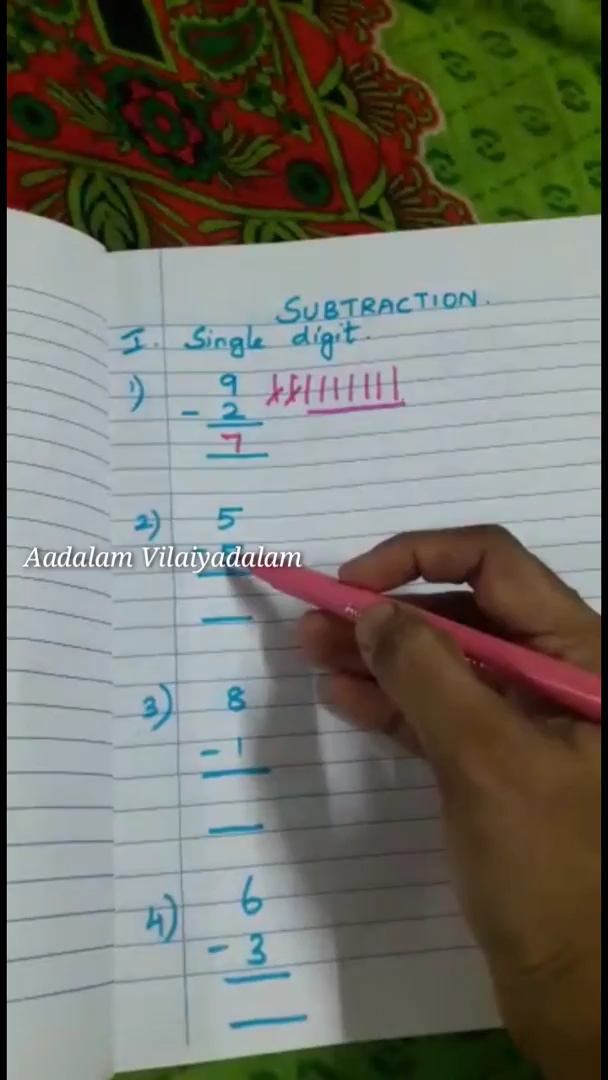 SUBTRACTION.
I. Single digit.
1) 9
- 2
7
2) 5
Aadalam Vilaiyadalam
3) 8
- 1
4) 6
- 3